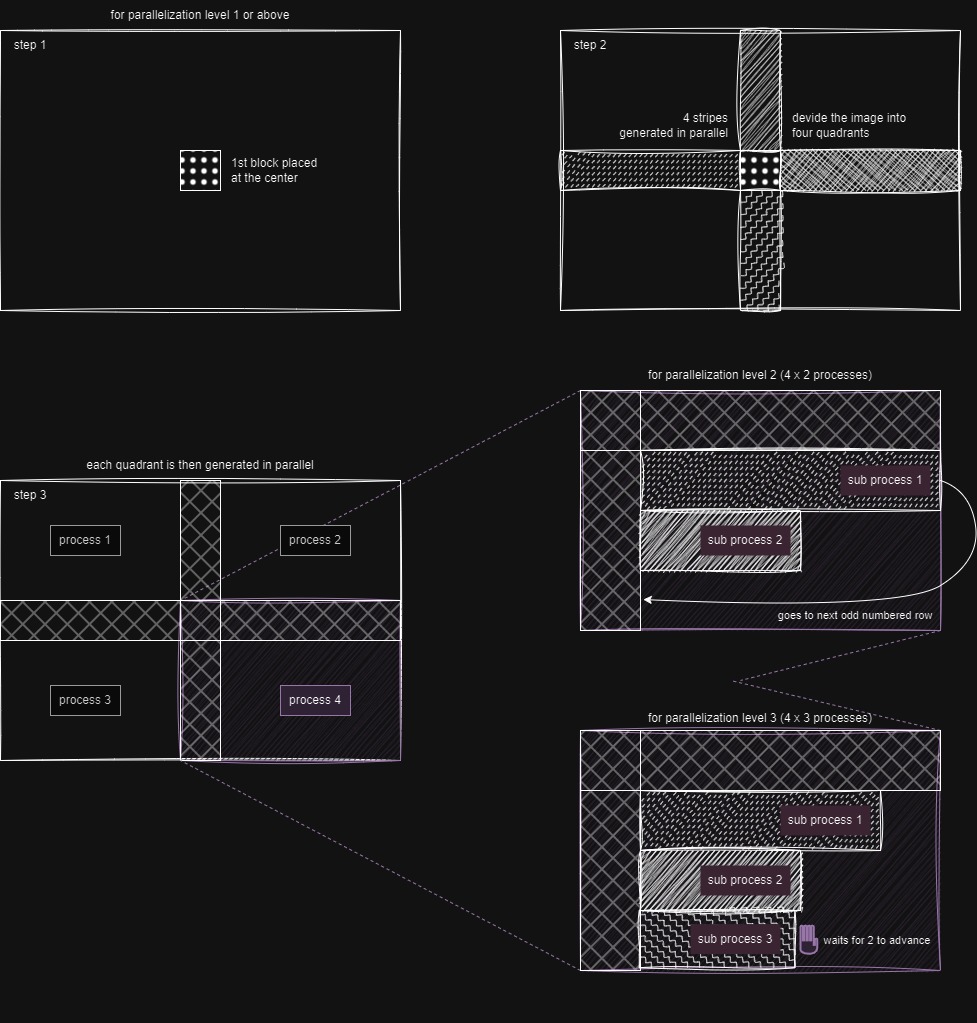 for parallelization level 1 or above
step 1
1st block placed
at the center
step 2
4 stripes
generated in parallel
devide the image into
four quadrants
each quadrant is then generated in parallel
step 3
process 1
process 2
process 3
process 4
for parallelization level 2 (4 x 2 processes)
sub process 1
sub process 2
goes to next odd numbered row
for parallelization level 3 (4 x 3 processes)
sub process 1
sub process 2
sub process 3
waits for 2 to advance